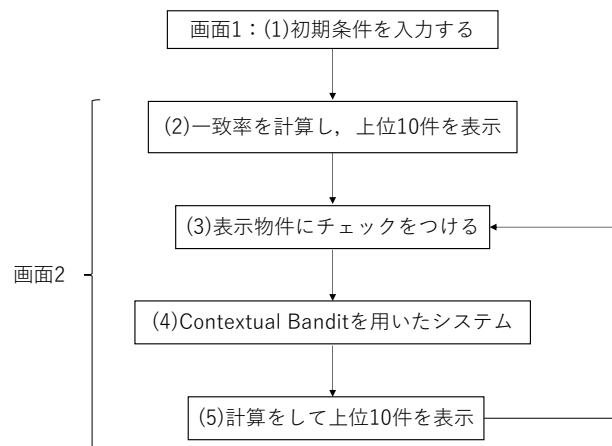 画面1：(1)初期条件を入力する
(2)一致率を計算し，上位10件を表示
(3)表示物件にチェックをつける
画面2
(4)Contextual Banditを用いたシステム
(5)計算をして上位10件を表示